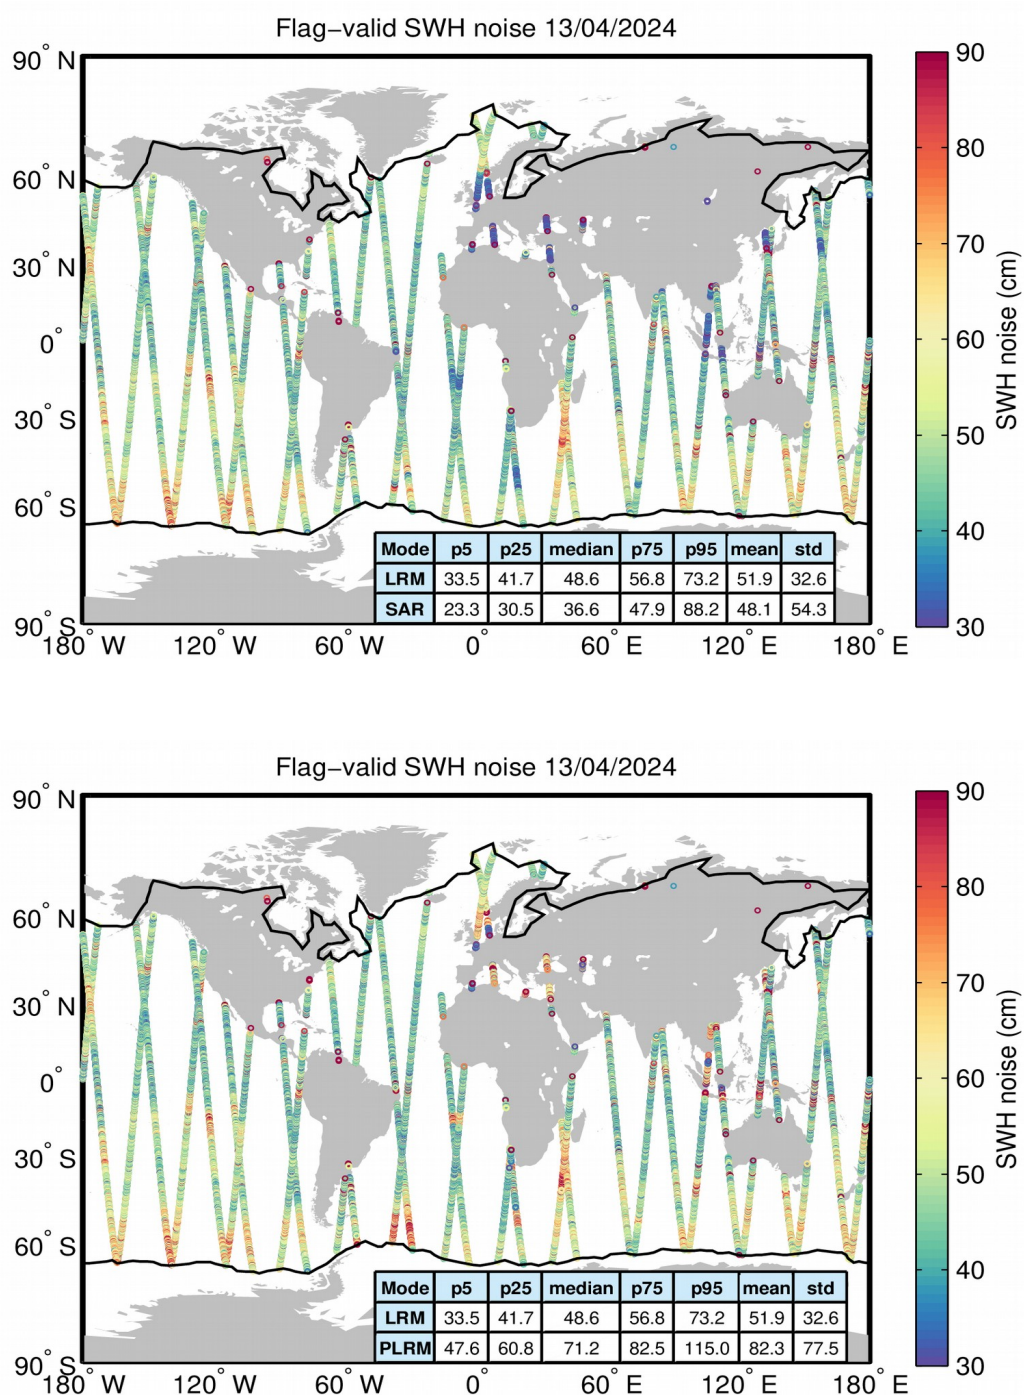 Flag−valid SWH noise 13/04/2024
90° N
60° N
30° N
0°
30° S
60° S
90° S
180° W
120° W
60° W
0°
60° E
120° E
180° E
90
80
70
60
50
40
30
SWH noise (cm)
Mode p5 p25 median p75 p95 mean std
LRM 33.5 41.7 48.6 56.8 73.2 51.9 32.6
SAR 23.3 30.5 36.6 47.9 88.2 48.1 54.3
Flag−valid SWH noise 13/04/2024
90° N
60° N
30° N
0°
30° S
60° S
90° S
180° W
120° W
60° W
0°
60° E
120° E
180° E
90
80
70
60
50
40
30
SWH noise (cm)
Mode p5 p25 median p75 p95 mean std
LRM 33.5 41.7 48.6 56.8 73.2 51.9 32.6
PLRM 47.6 60.8 71.2 82.5 115.0 82.3 77.5